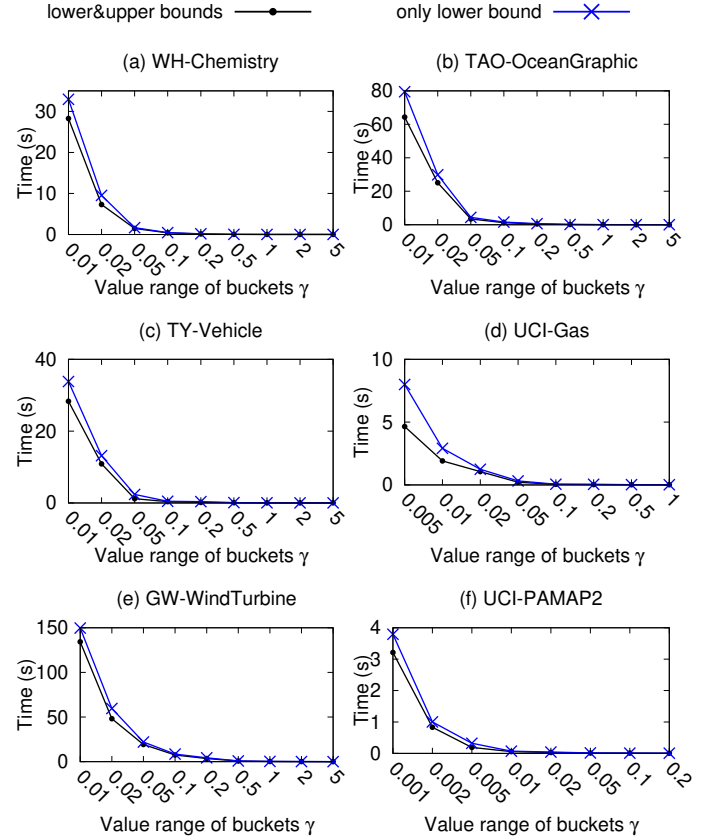 lower&upper bounds
only lower bound
(a) WH-Chemistry
(b) TAO-OceanGraphic
Time (s)
30
20
10
0
0.01 0.02 0.05 0.1 0.2 0.5 1 2 5
Value range of buckets γ
Time (s)
80
60
40
20
0
0.01 0.02 0.05 0.1 0.2 0.5 1 2 5
Value range of buckets γ
(c) TY-Vehicle
(d) UCI-Gas
Time (s)
40
20
0
0.01 0.02 0.05 0.1 0.2 0.5 1 2 5
Value range of buckets γ
Time (s)
10
5
0
0.005 0.01 0.02 0.05 0.1 0.2 0.5 1
Value range of buckets γ
(e) GW-WindTurbine
(f) UCI-PAMAP2
Time (s)
150
100
50
0
0.01 0.02 0.05 0.1 0.2 0.5 1 2 5
Value range of buckets γ
Time (s)
4
2
1
0
0.001 0.002 0.005 0.01 0.02 0.05 0.1 0.2
Value range of buckets γ